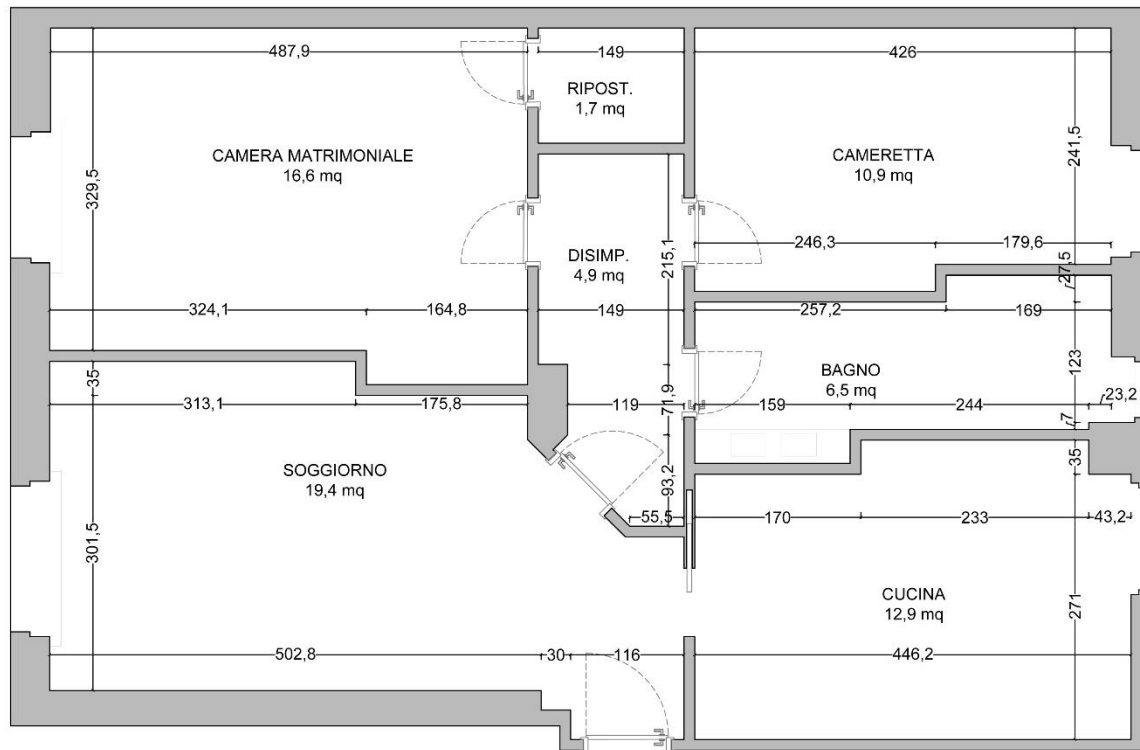 487,9
149
426
RIPOST.
1,7 mq
CAMERA MATRIMONIALE
16,6 mq
CAMERETTA
10,9 mq
329,5
241,5
DISIMP.
4,9 mq
215,1
246,3
179,6
27,5
324,1
164,8
149
257,2
169
BAGNO
6,5 mq
123
35
313,1
175,8
119
71,9
159
244
23,2
7
SOGGIORNO
19,4 mq
93,2
35
55,5
170
233
43,2
301,5
CUCINA
12,9 mq
271
502,8
30
116
446,2